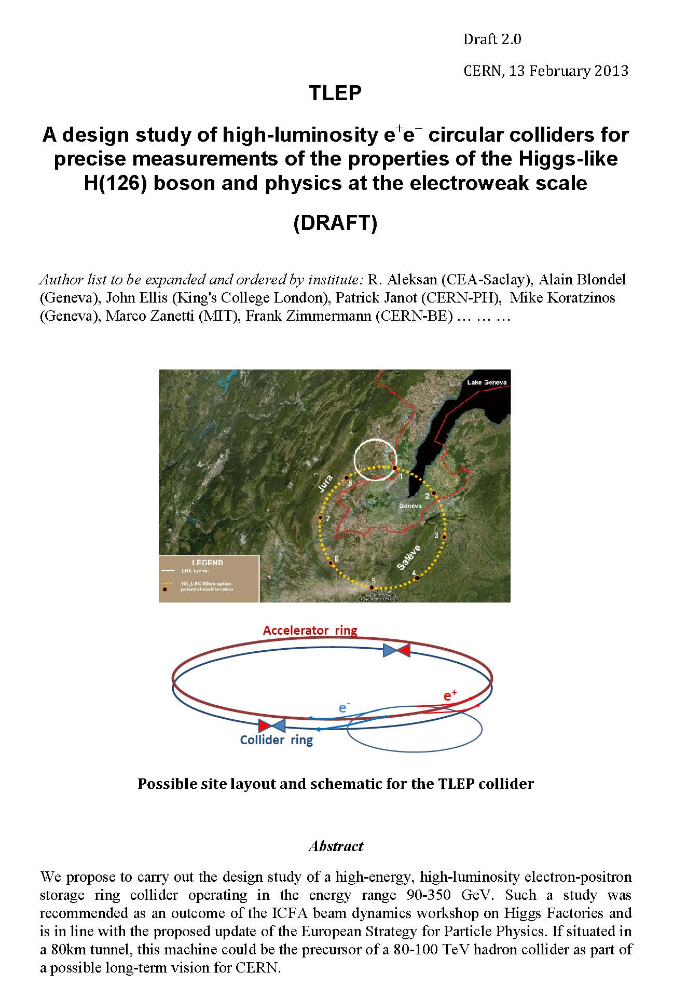 Draft 2.0
CERN, 13 February 2013
TLEP
A design study of high-luminosity e⁺e⁻ circular colliders for
precise measurements of the properties of the Higgs-like
H(126) boson and physics at the electroweak scale
(DRAFT)
Author list to be expanded and ordered by institute: R. Aleksan (CEA-Saclay), Alain Blondel
(Geneva), John Ellis (King's College London), Patrick Janot (CERN-PH), Mike Koratzinos
(Geneva), Marco Zanetti (MIT), Frank Zimmermann (CERN-BE) … … …
Lake Geneva
Jura
8
1
2
Geneva
7
3
Salève
6
4
5
LEGEND
LHC tunnel
HE_LHC 80km option
potential shaft location
Accelerator ring
e⁺
e⁻
Collider ring
Possible site layout and schematic for the TLEP collider
Abstract
We propose to carry out the design study of a high-energy, high-luminosity electron-positron
storage ring collider operating in the energy range 90-350 GeV. Such a study was
recommended as an outcome of the ICFA beam dynamics workshop on Higgs Factories and
is in line with the proposed update of the European Strategy for Particle Physics. If situated in
a 80km tunnel, this machine could be the precursor of a 80-100 TeV hadron collider as part of
a possible long-term vision for CERN.